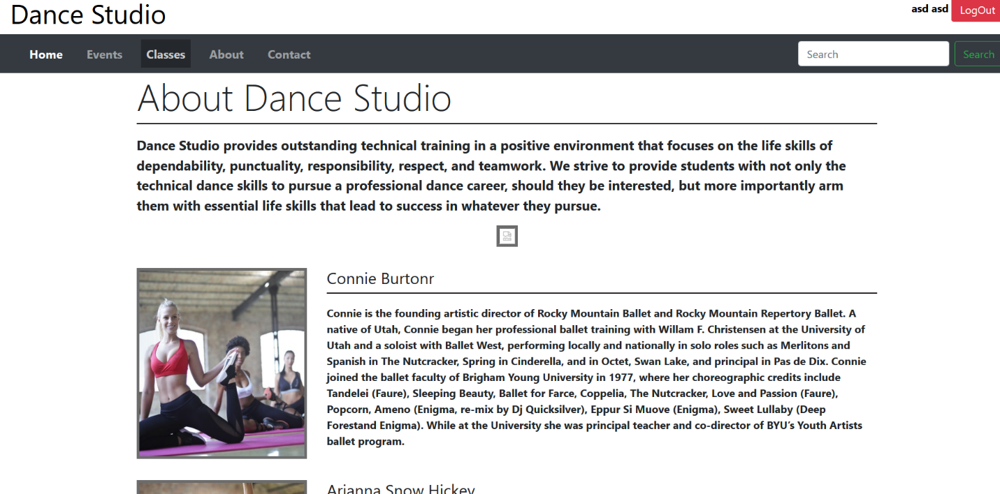 Dance Studio
asd asd
LogOut
Home Events Classes About Contact
Search
Search
About Dance Studio
Dance Studio provides outstanding technical training in a positive environment that focuses on the life skills of
dependability, punctuality, responsibility, respect, and teamwork. We strive to provide students with not only the
technical dance skills to pursue a professional dance career, should they be interested, but more importantly arm
them with essential life skills that lead to success in whatever they pursue.
Connie Burtonr
Connie is the founding artistic director of Rocky Mountain Ballet and Rocky Mountain Repertory Ballet. A
native of Utah, Connie began her professional ballet training with Willam F. Christensen at the University of
Utah and a soloist with Ballet West, performing locally and nationally in solo roles such as Merlitons and
Spanish in The Nutcracker, Spring in Cinderella, and in Octet, Swan Lake, and principal in Pas de Dix. Connie
joined the ballet faculty of Brigham Young University in 1977, where her choreographic credits include
Tandelei (Faure), Sleeping Beauty, Ballet for Farce, Coppelia, The Nutcracker, Love and Passion (Faure),
Popcorn, Ameno (Enigma, re-mix by Dj Quicksilver), Eppur Si Muove (Enigma), Sweet Lullaby (Deep
Forestand Enigma). While at the University she was principal teacher and co-director of BYU’s Youth Artists
ballet program.
Arianna Snow Hickey